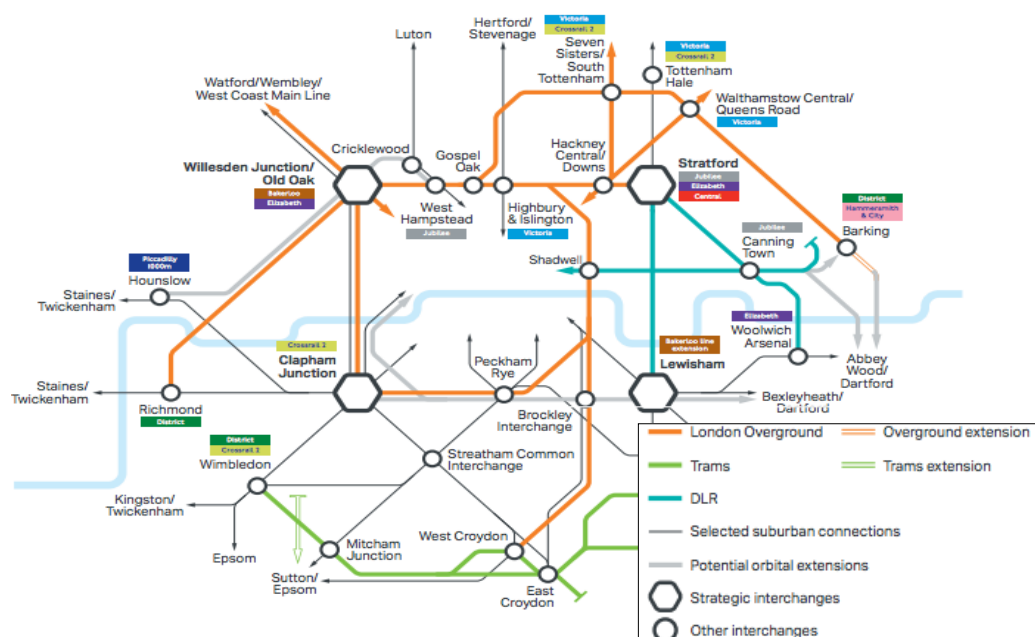 Hertford/
Stevenage
Victoria
Crossrail 2
Seven
Sisters/
South
Tottenham
Victoria
Crossrail 2
Tottenham
Hale
Luton
Watford/Wembley/
West Coast Main Line
Walthamstow Central/
Queens Road
Victoria
Cricklewood
Gospel
Oak
Hackney
Central/
Downs
Willesden Junction/
Old Oak
Bakerloo
Elizabeth
Stratford
Jubilee
Elizabeth
Central
West
Hampstead
Jubilee
Highbury
& Islington
Victoria
District
Hammersmith
& City
Barking
Jubilee
Canning
Town
Shadwell
Piccadilly
Hounslow
Staines/
Twickenham
Elizabeth
Woolwich
Arsenal
Crossrail 2
Clapham
Junction
Peckham
Rye
Bakerloo line
extension
Lewisham
Abbey
Wood/
Dartford
Staines/
Twickenham
Richmond
District
Brockley
Interchange
Bexleyheath/
Dartford
District
Crossrail 2
Wimbledon
Streatham Common
Interchange
Kingston/
Twickenham
Epsom
Mitcham
Junction
Sutton/
Epsom
West Croydon
East
Croydon
London Overground
Overground extension
Trams
Trams extension
DLR
Selected suburban connections
Potential orbital extensions
Strategic interchanges
Other interchanges